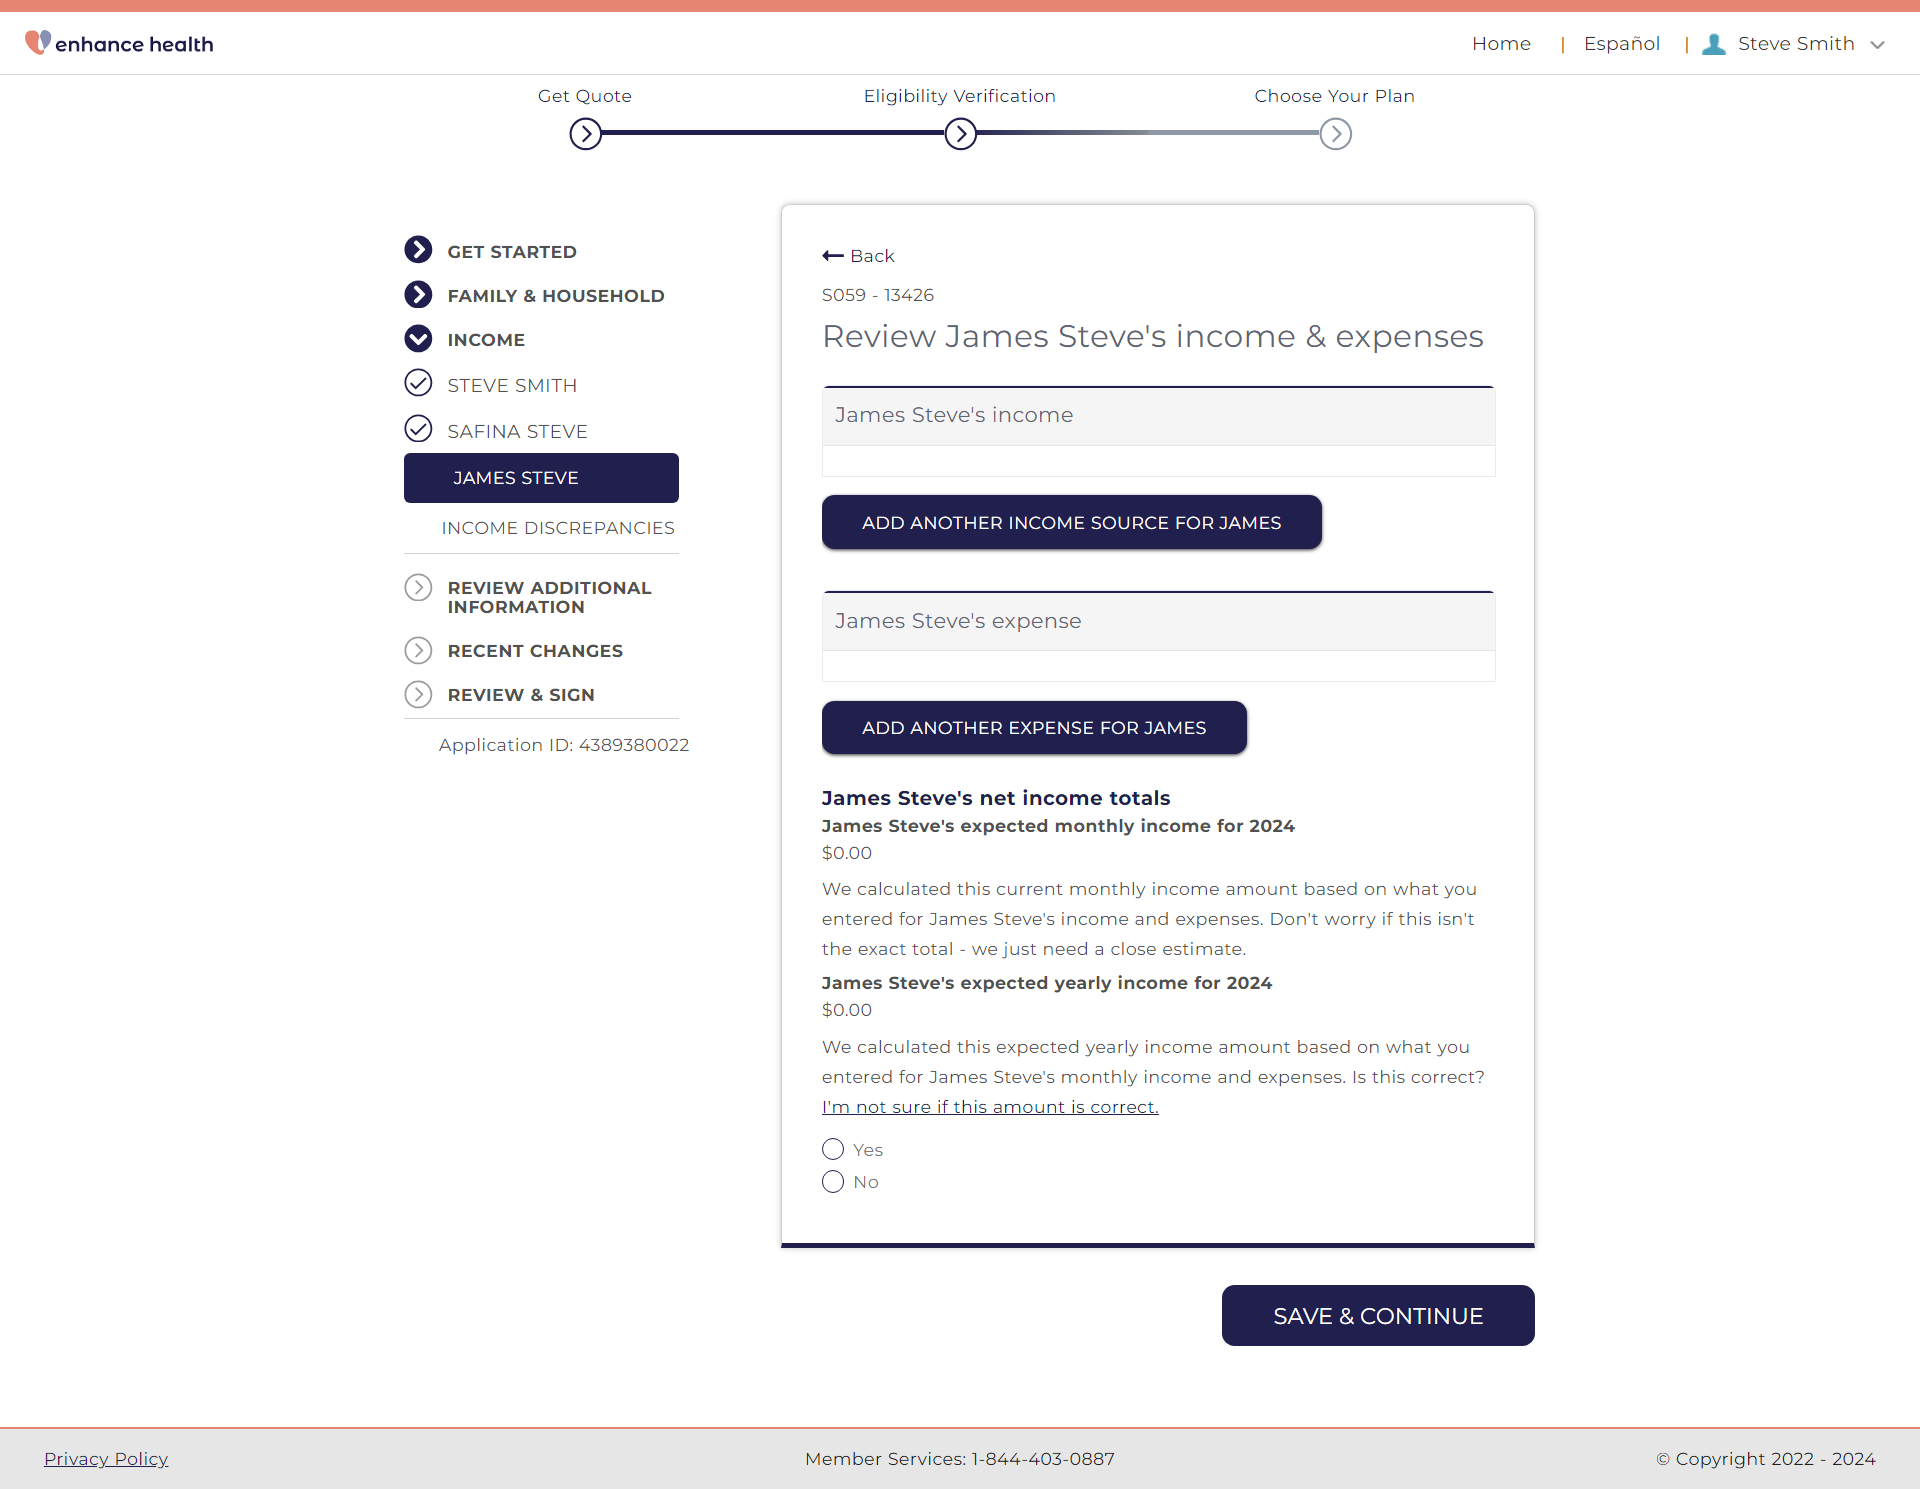 enhance health
Home | Español | Steve Smith
Get Quote
Eligibility Verification
Choose Your Plan
GET STARTED
FAMILY & HOUSEHOLD
INCOME
STEVE SMITH
SAFINA STEVE
JAMES STEVE
INCOME DISCREPANCIES
REVIEW ADDITIONAL
INFORMATION
RECENT CHANGES
REVIEW & SIGN
Application ID: 4389380022
Back
S059 - 13426
Review James Steve's income & expenses
James Steve's income
ADD ANOTHER INCOME SOURCE FOR JAMES
James Steve's expense
ADD ANOTHER EXPENSE FOR JAMES
James Steve's net income totals
James Steve's expected monthly income for 2024
$0.00
We calculated this current monthly income amount based on what you
entered for James Steve's income and expenses. Don't worry if this isn't
the exact total - we just need a close estimate.
James Steve's expected yearly income for 2024
$0.00
We calculated this expected yearly income amount based on what you
entered for James Steve's monthly income and expenses. Is this correct?
I'm not sure if this amount is correct.
Yes
No
SAVE & CONTINUE
Privacy Policy
Member Services: 1-844-403-0887
© Copyright 2022 - 2024